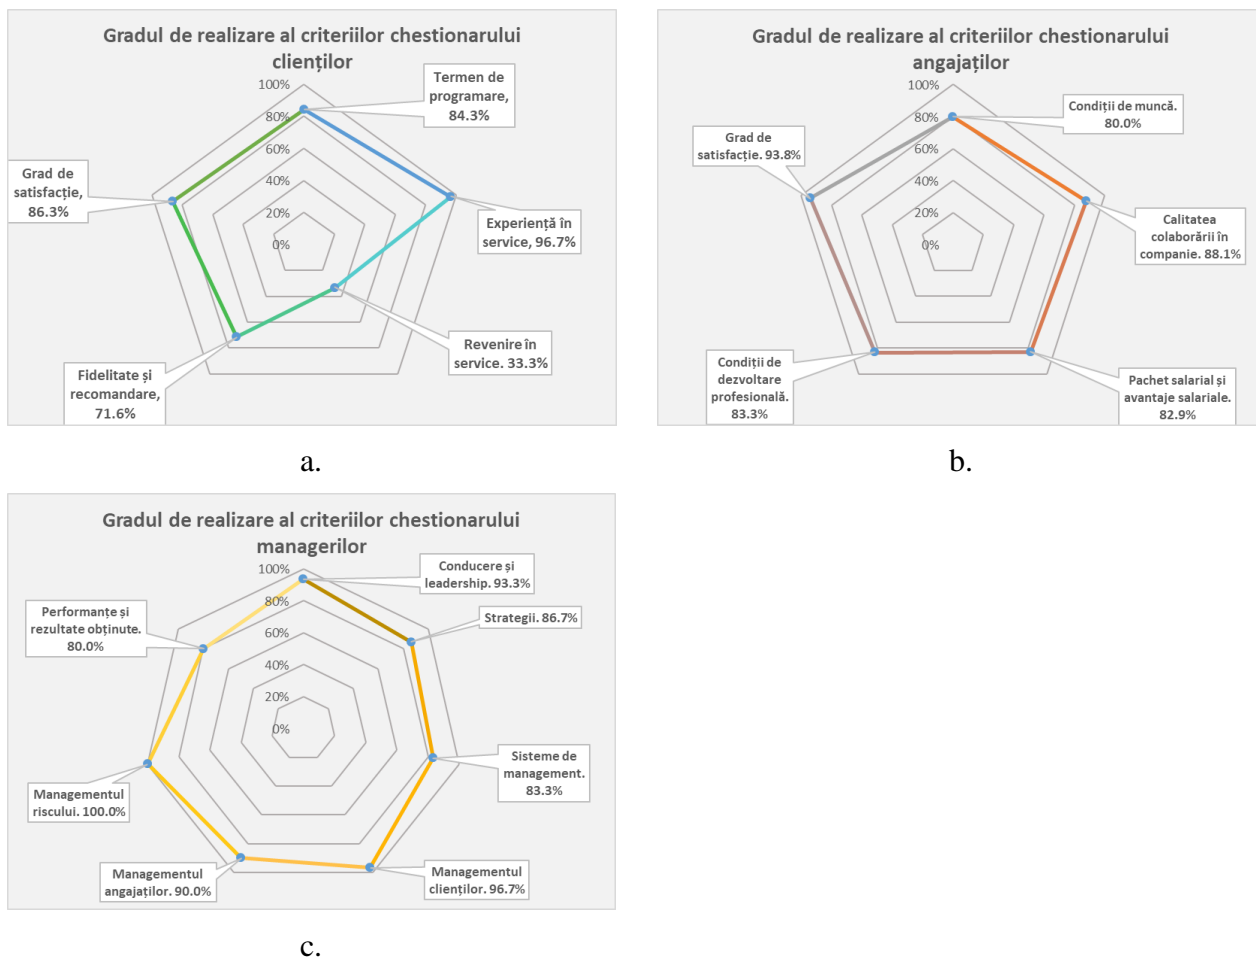 Gradul de realizare al criteriilor chestionarului
clienților
100%
80%
60%
40%
20%
0%
Termen de
programare,
84.3%
Experiență în
service, 96.7%
Revenire în
service. 33.3%
Fidelitate și
recomandare,
71.6%
Grad de
satisfacție,
86.3%
a.
Gradul de realizare al criteriilor chestionarului
angajaților
100%
80%
60%
40%
20%
0%
Condiții de muncă.
80.0%
Calitatea
colaborării în
companie. 88.1%
Pachet salarial și
avantaje salariale.
82.9%
Condiții de
dezvoltare
profesională.
83.3%
Grad de
satisfacție. 93.8%
b.
Gradul de realizare al criteriilor chestionarului
managerilor
100%
80%
60%
40%
20%
0%
Conducere și
leadership. 93.3%
Strategii. 86.7%
Sisteme de
management.
83.3%
Managementul
clienților. 96.7%
Managementul
angajaților. 90.0%
Managementul
riscului. 100.0%
Performanțe și
rezultate obținute.
80.0%
c.